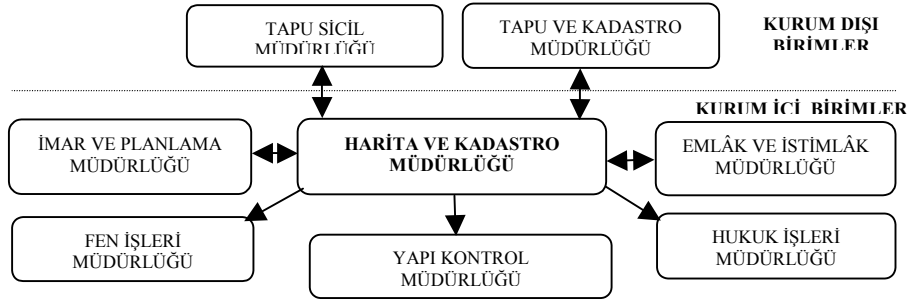 TAPU SİCİL
MÜDÜRLÜĞÜ
TAPU VE KADASTRO
MÜDÜRLÜĞÜ
KURUM DIŞI
BİRİMLER
KURUM İÇİ BİRİMLER
İMAR VE PLANLAMA
MÜDÜRLÜĞÜ
HARİTA VE KADASTRO
MÜDÜRLÜĞÜ
EMLÂK VE İSTİMLÂK
MÜDÜRLÜĞÜ
FEN İŞLERİ
MÜDÜRLÜĞÜ
YAPI KONTROL
MÜDÜRLÜĞÜ
HUKUK İŞLERİ
MÜDÜRLÜĞÜ